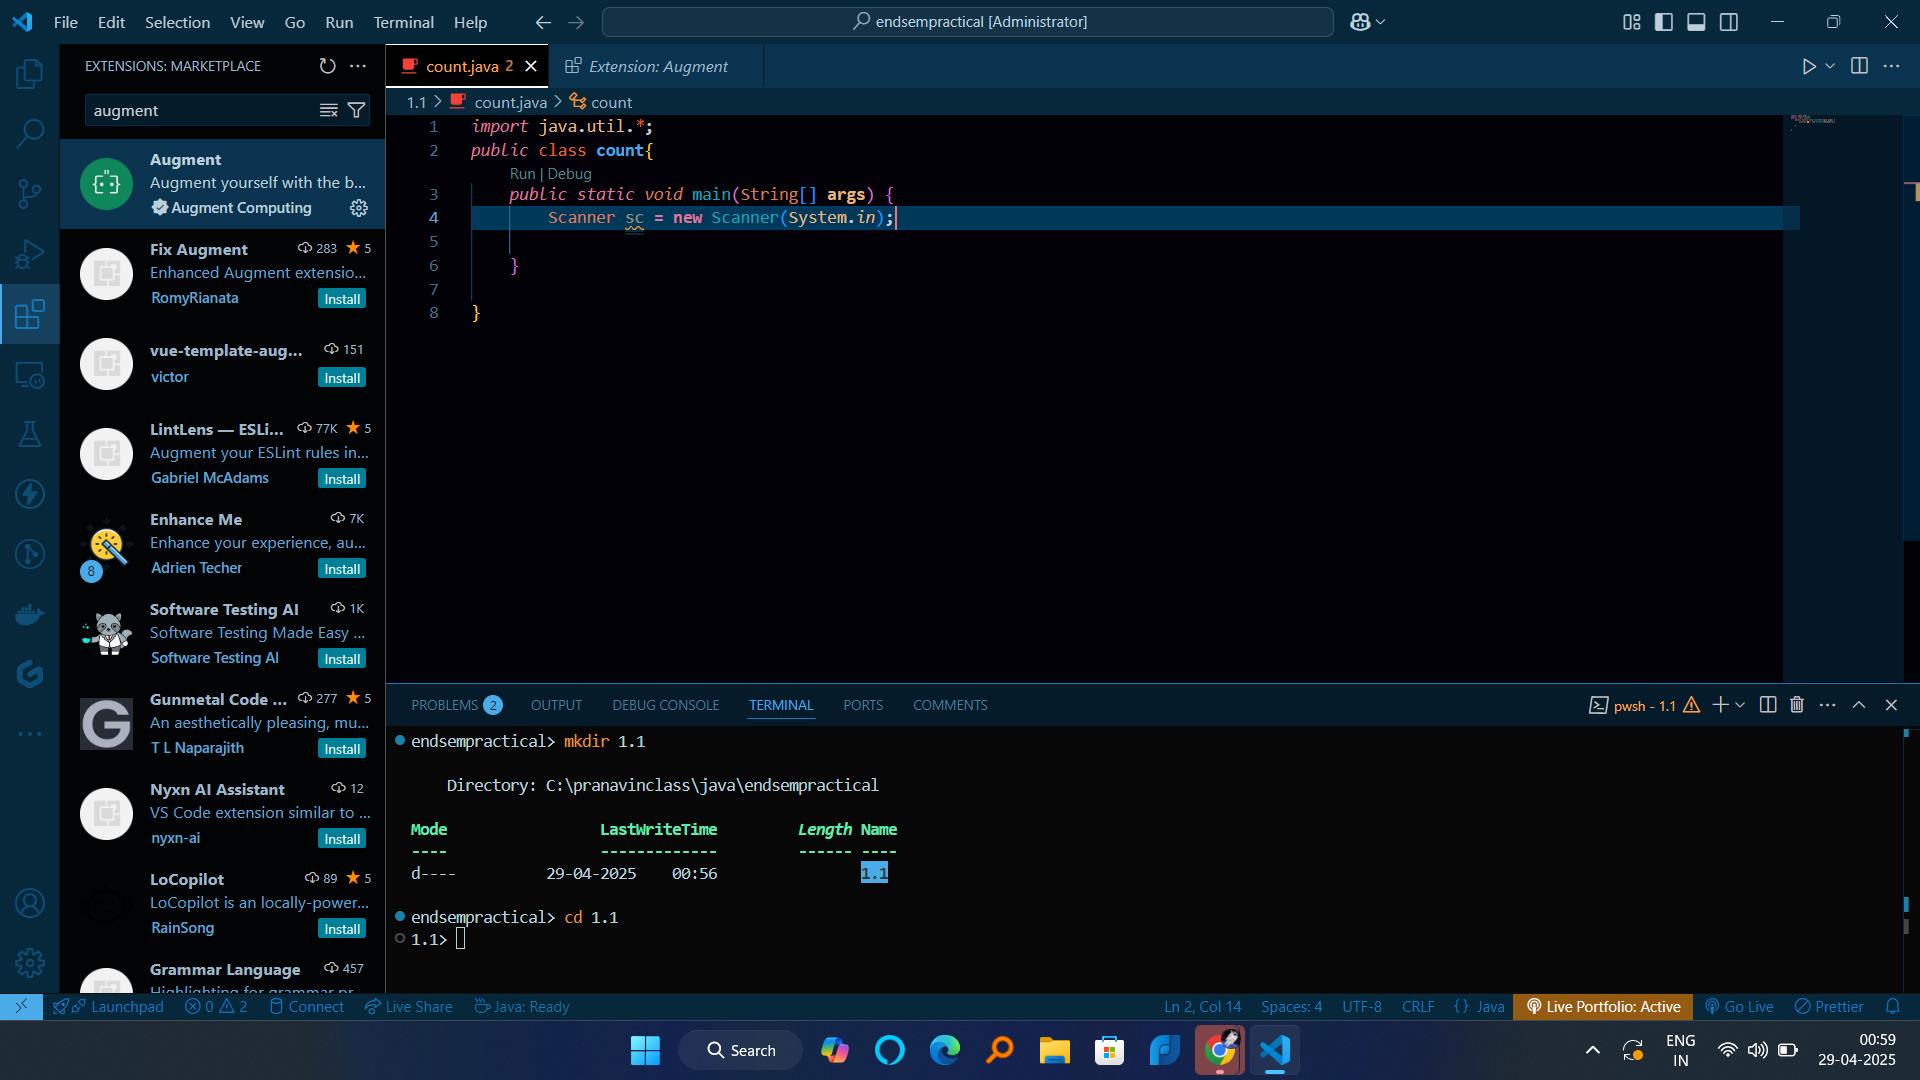 File Edit Selection View Go Run Terminal Help
endsempractical [Administrator]
EXTENSIONS: MARKETPLACE
augment
Augment
Augment yourself with the b...
Augment Computing
Fix Augment 283 5
Enhanced Augment extensio...
RomyRianata Install
vue-template-aug... 151
victor Install
LintLens — ESLi... 77K 5
Augment your ESLint rules in...
Gabriel McAdams Install
Enhance Me 7K
Enhance your experience, au...
8
Adrien Techer Install
Software Testing AI 1K
Software Testing Made Easy ...
Software Testing AI Install
Gunmetal Code ... 277 5
An aesthetically pleasing, mu...
T L Naparajith Install
Nyxn AI Assistant 12
VS Code extension similar to ...
nyxn-ai Install
LoCopilot 89 5
LoCopilot is an locally-power...
RainSong Install
Grammar Language 457
count.java 2
Extension: Augment
1.1 > count.java > count
1 import java.util.*;
2 public class count{
Run | Debug
3 public static void main(String[] args) {
4 Scanner sc = new Scanner(System.in);
5
6 }
7
8 }
PROBLEMS 2 OUTPUT DEBUG CONSOLE TERMINAL PORTS COMMENTS
pwsh - 1.1
endsempractical> mkdir 1.1
Directory: C:\pranavinclass\java\endsempractical
Mode LastWriteTime Length Name
---- ------------- ------ ----
d---- 29-04-2025 00:56 1.1
endsempractical> cd 1.1
1.1>
Launchpad 0 2 Connect Live Share Java: Ready
Ln 2, Col 14 Spaces: 4 UTF-8 CRLF {} Java Live Portfolio: Active Go Live Prettier
Search
ENG
IN
00:59
29-04-2025